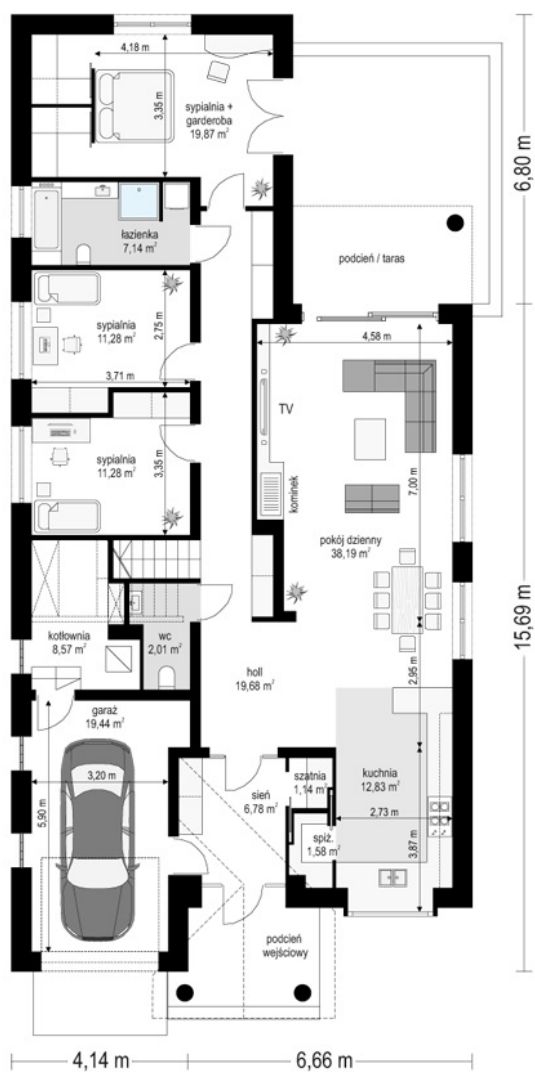 4,18 m
3,35 m
sypialnia +
garderoba
19,87 m²
6,80 m
łazienka
7,14 m²
podcień / taras
sypialnia
11,28 m²
2,75 m
3,71 m
4,58 m
TV
kominek
7,00 m
sypialnia
11,28 m²
3,35 m
pokój dzienny
38,19 m²
15,69 m
kotłownia
8,57 m²
wc
2,01 m²
holl
19,68 m²
2,95 m
garaż
19,44 m²
3,20 m
5,90 m
sień
6,78 m²
szatnia
1,14 m²
kuchnia
12,83 m²
2,73 m
spiż.
1,58 m²
3,87 m
podcień
wejściowy
4,14 m
6,66 m